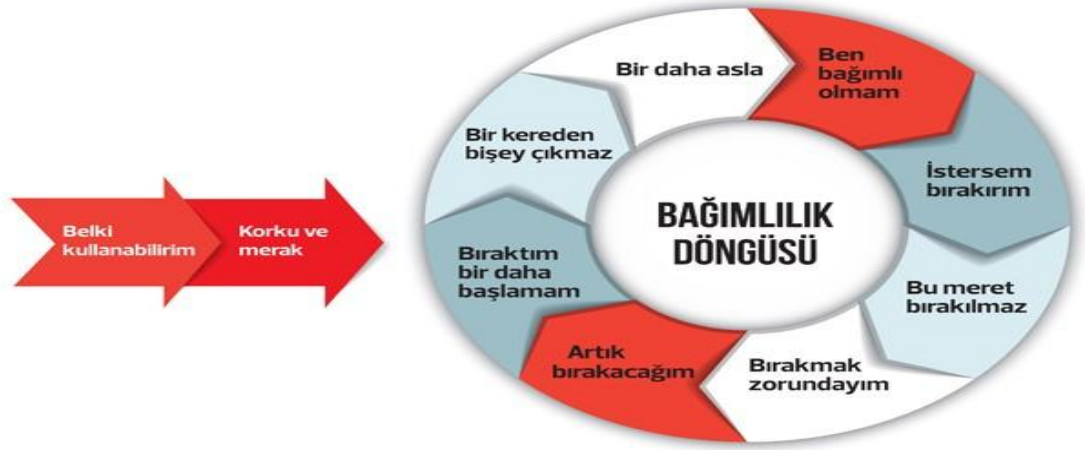 Belki
kullanabilirim
Korku ve
merak
BAĞIMLILIK
DÖNGÜSÜ
Bir kereden
bişey çıkmaz
Bir daha asla
Ben
bağımlı
olmam
İstersem
bırakırım
Bu meret
bırakılmaz
Bırakmak
zorundayım
Artık
bırakacağım
Bıraktım
bir daha
başlamam